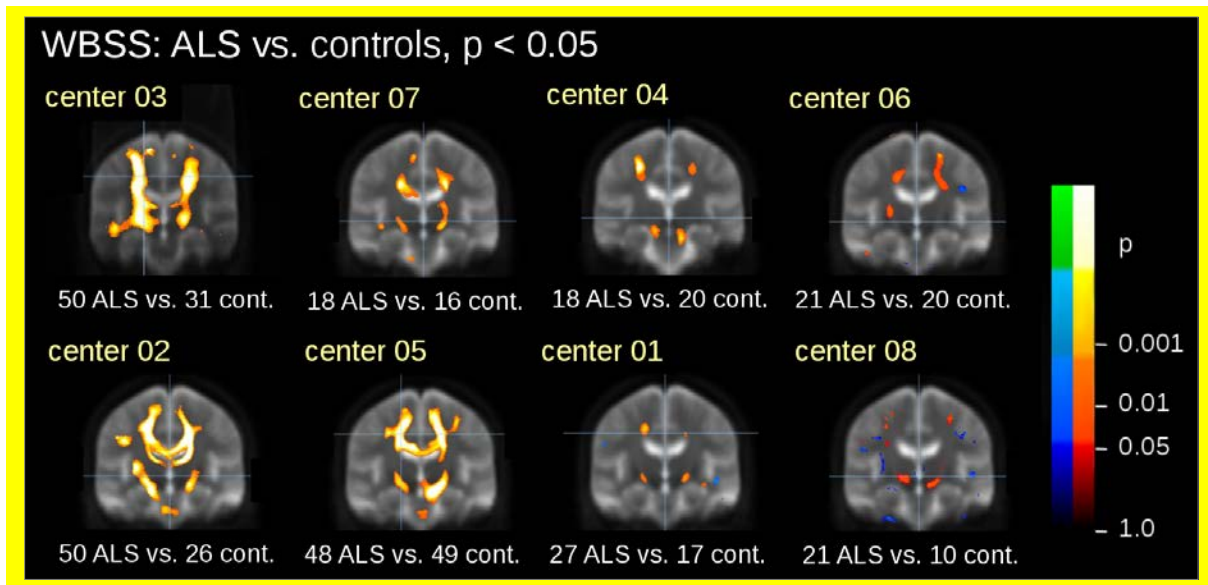 WBSS: ALS vs. controls, p < 0.05
center 03
center 07
center 04
center 06
50 ALS vs. 31 cont.
18 ALS vs. 16 cont.
18 ALS vs. 20 cont.
21 ALS vs. 20 cont.
center 02
center 05
center 01
center 08
50 ALS vs. 26 cont.
48 ALS vs. 49 cont.
27 ALS vs. 17 cont.
21 ALS vs. 10 cont.
p
0.001
0.01
0.05
1.0